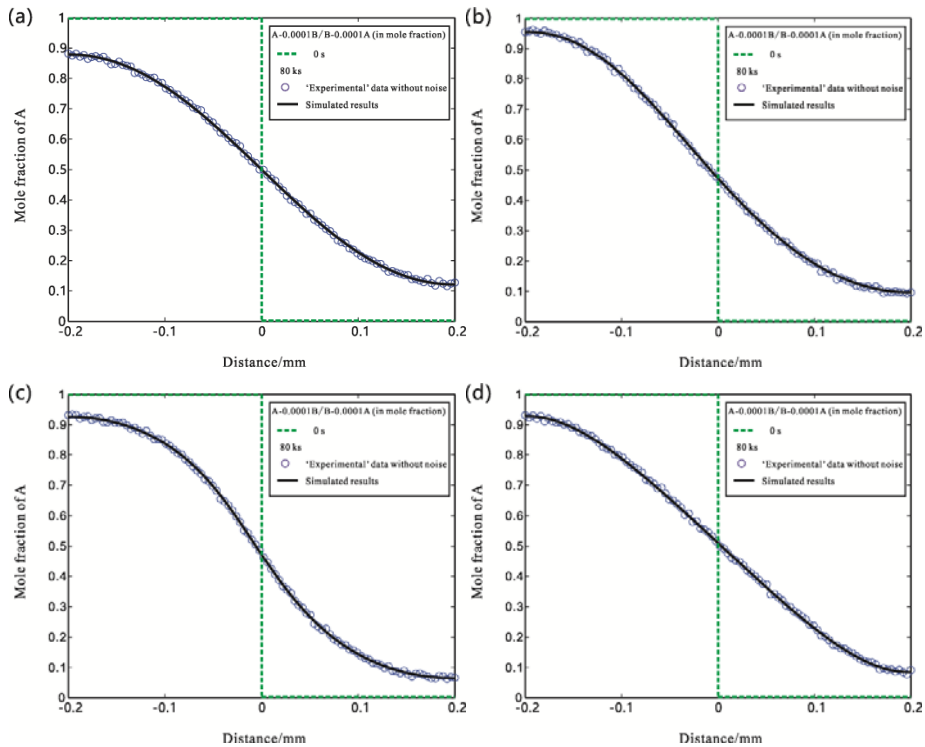 (a)
A-0.0001B/B-0.0001A (in mole fraction)
0 s
80 ks
‘Experimental’ data without noise
Simulated results
Mole fraction of A
1
0.9
0.8
0.7
0.6
0.5
0.4
0.3
0.2
0.1
0
-0.2
-0.1
0
0.1
0.2
Distance/mm
(b)
A-0.0001B/B-0.0001A (in mole fraction)
0 s
80 ks
‘Experimental’ data without noise
Simulated results
Mole fraction of A
1
0.9
0.8
0.7
0.6
0.5
0.4
0.3
0.2
0.1
0
-0.2
-0.1
0
0.1
0.2
Distance/mm
(c)
A-0.0001B/B-0.0001A (in mole fraction)
0 s
80 ks
‘Experimental’ data without noise
Simulated results
Mole fraction of A
1
0.9
0.8
0.7
0.6
0.5
0.4
0.3
0.2
0.1
0
-0.2
-0.1
0
0.1
0.2
Distance/mm
(d)
A-0.0001B/B-0.0001A (in mole fraction)
0 s
80 ks
‘Experimental’ data without noise
Simulated results
Mole fraction of A
1
0.9
0.8
0.7
0.6
0.5
0.4
0.3
0.2
0.1
0
-0.2
-0.1
0
0.1
0.2
Distance/mm